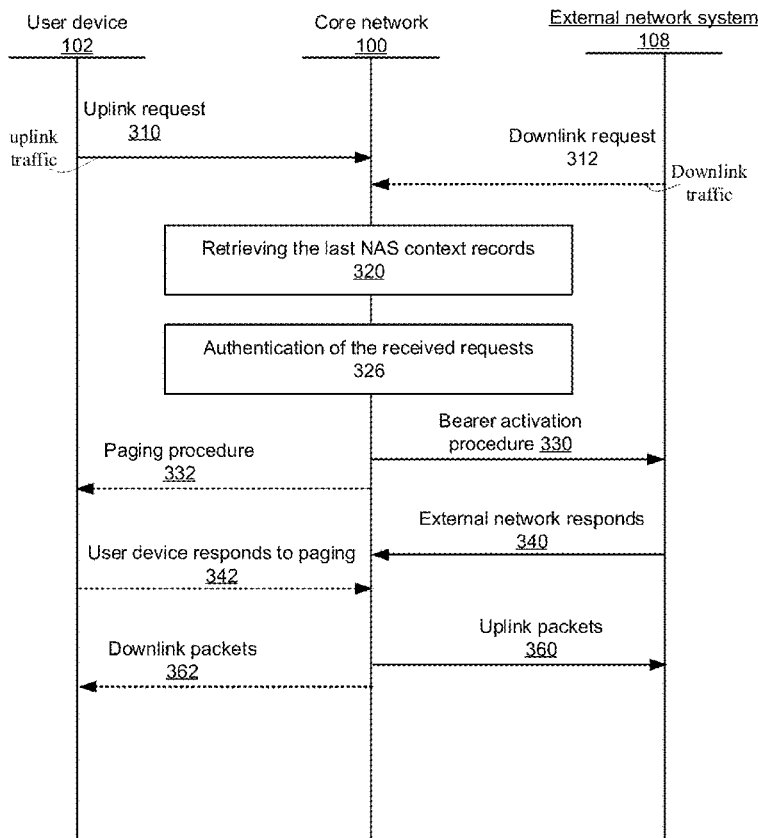 User device
102
Core network
100
External network system
108
Uplink request
310
uplink
traffic
Downlink request
312
Downlink
traffic
Retrieving the last NAS context records
320
Authentication of the received requests
326
Bearer activation
procedure 330
Paging procedure
332
External network responds
340
User device responds to paging
342
Uplink packets
360
Downlink packets
362